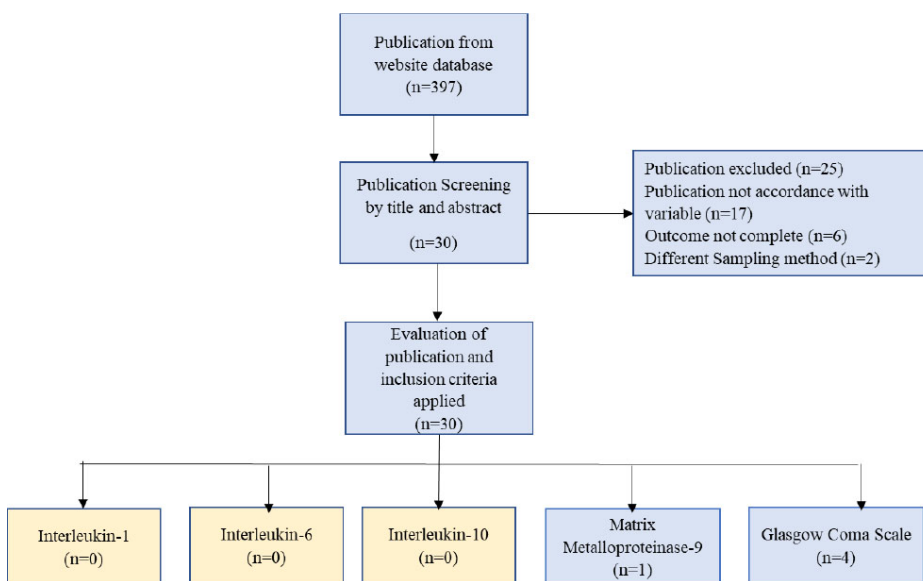 Publication from
website database
(n=397)
Publication Screening
by title and abstract
(n=30)
Publication excluded (n=25)
Publication not accordance with
variable (n=17)
Outcome not complete (n=6)
Different Sampling method (n=2)
Evaluation of
publication and
inclusion criteria
applied
(n=30)
Interleukin-1
(n=0)
Interleukin-6
(n=0)
Interleukin-10
(n=0)
Matrix
Metalloproteinase-9
(n=1)
Glasgow Coma Scale
(n=4)